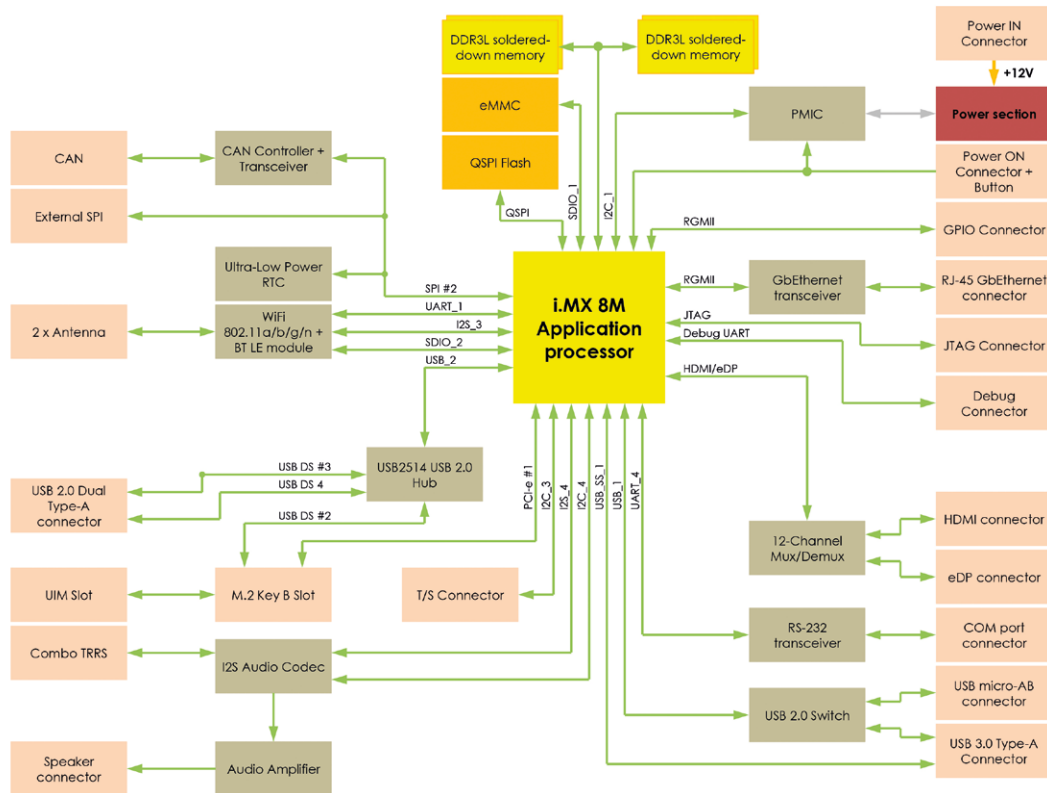 DDR3L soldered-
down memory
DDR3L soldered-
down memory
Power IN
Connector
+12V
eMMC
PMIC
Power section
CAN
CAN Controller +
Transceiver
QSPI Flash
Power ON
Connector +
Button
External SPI
QSPI
SDIO_1
I2C_1
RGMII
GPIO Connector
Ultra-Low Power
RTC
SPI #2
i.MX 8M
Application
processor
RGMII
GbEthernet
transceiver
RJ-45 GbEthernet
connector
2 x Antenna
WiFi
802.11a/b/g/n +
BT LE module
UART_1
I2S_3
SDIO_2
USB_2
JTAG
Debug UART
HDMI/eDP
JTAG Connector
Debug
Connector
USB 2.0 Dual
Type-A
connector
USB DS #3
USB DS 4
USB DS #2
USB2514 USB 2.0
Hub
PCI-e #1
I2C_3
I2S_4
I2C_4
USB_SS_1
USB_1
UART_4
12-Channel
Mux/Demux
HDMI connector
eDP connector
UIM Slot
M.2 Key B Slot
T/S Connector
Combo TRRS
I2S Audio Codec
RS-232
transceiver
COM port
connector
USB 2.0 Switch
USB micro-AB
connector
USB 3.0 Type-A
Connector
Speaker
connector
Audio Amplifier